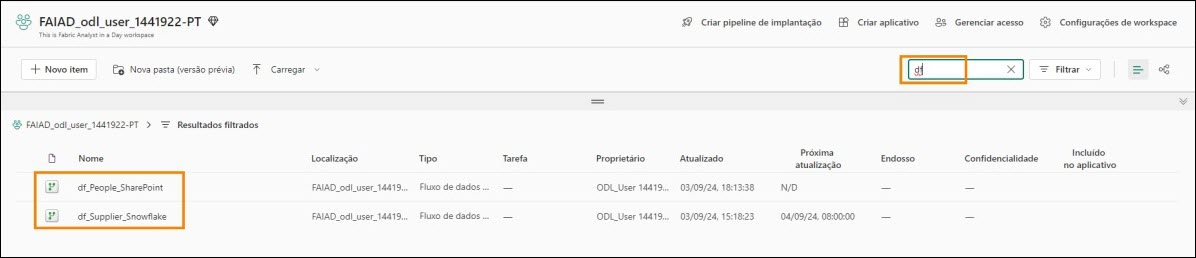 FAIAD_odl_user_1441922-PT
This is Fabric Analyst in a Day workspace
Criar pipeline de implantação
Criar aplicativo
Gerenciar acesso
Configurações de workspace
Novo item
Nova pasta (versão prévia)
Carregar
df
Filtrar
FAIAD_odl_user_1441922-PT > Resultados filtrados
Nome Localização Tipo Tarefa Proprietário Atualizado Próxima atualização Endosso Confidencialidade Incluído no aplicativo
df_People_SharePoint FAIAD_odl_user_14419... Fluxo de dados ... — ODL_User 14419... 03/09/24, 18:13:38 N/D — —
df_Supplier_Snowflake FAIAD_odl_user_14419... Fluxo de dados ... — ODL_User 14419... 03/09/24, 15:18:23 04/09/24, 08:00:00 — —